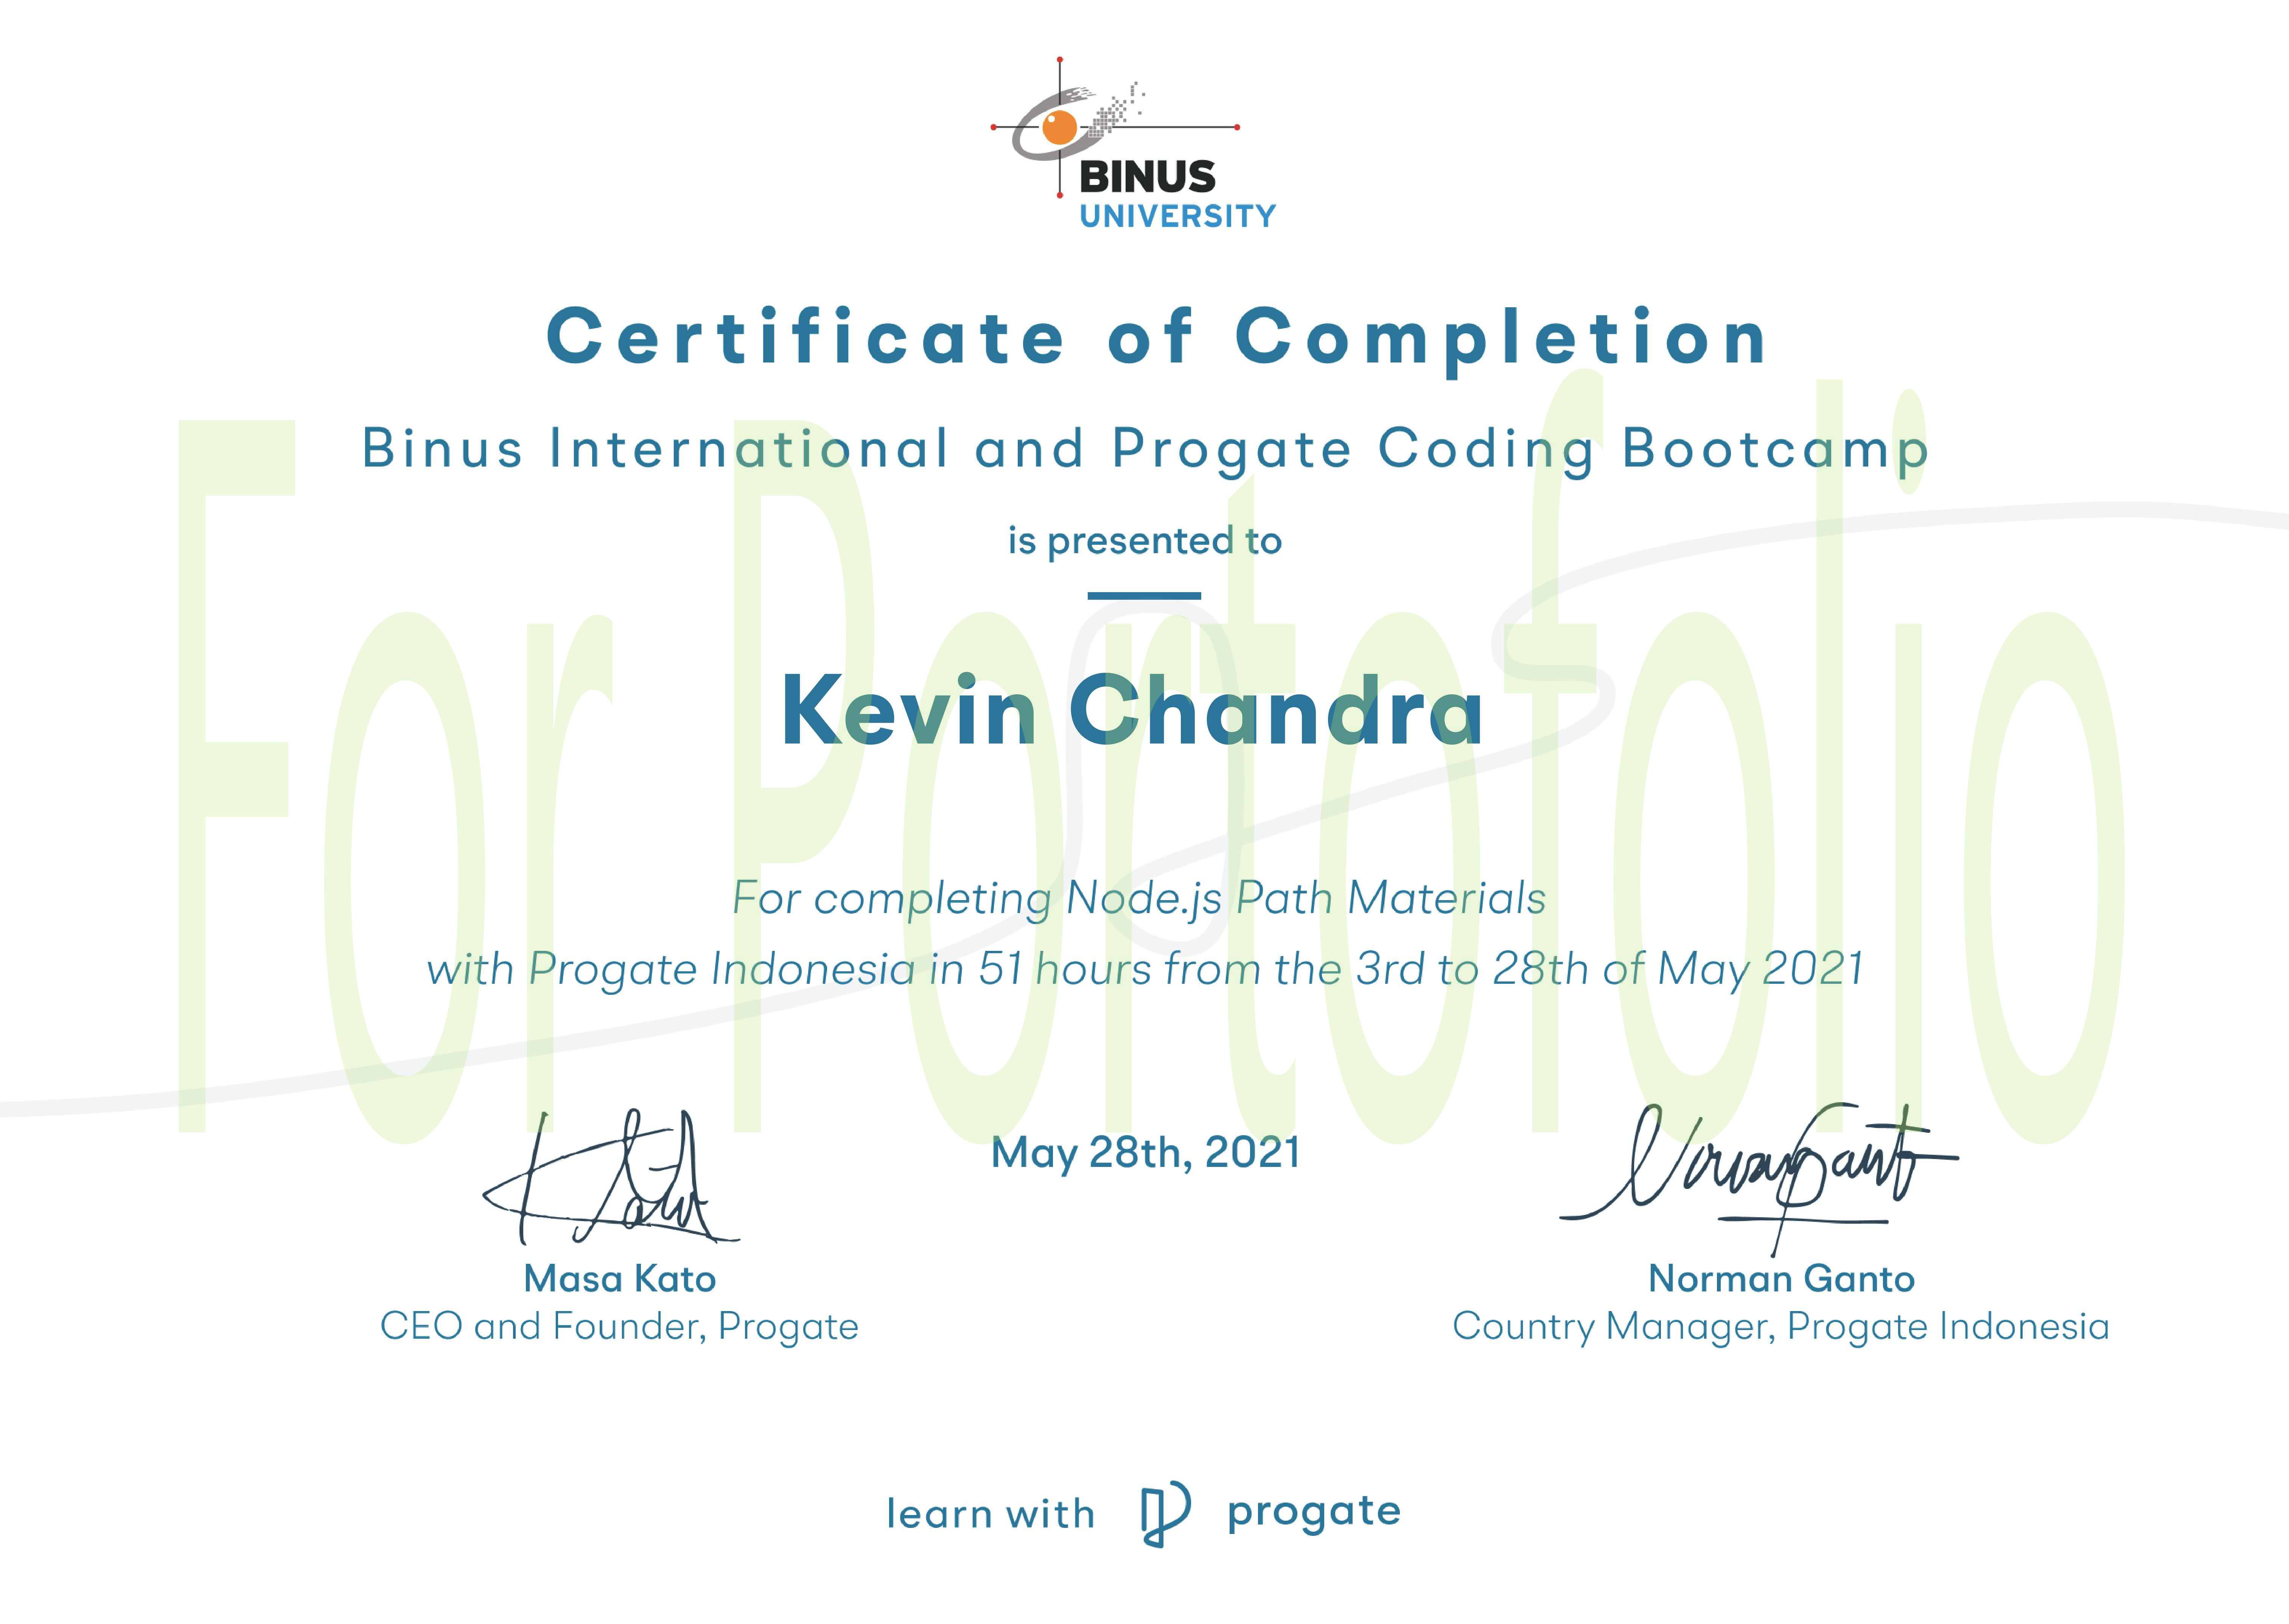 BINUS
UNIVERSITY
Certificate of Completion
Binus International and Progate Coding Bootcamp
is presented to
Kevin Chandra
For Portofolio
For completing Node.js Path Materials
with Progate Indonesia in 51 hours from the 3rd to 28th of May 2021
May 28th, 2021
Masa Kato
CEO and Founder, Progate
Norman Ganto
Country Manager, Progate Indonesia
learn with progate